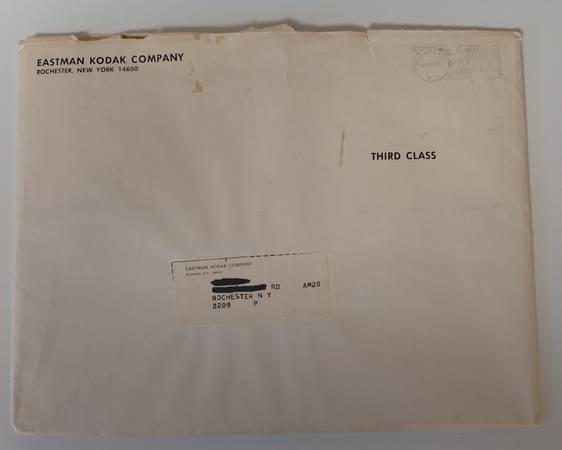 EASTMAN KODAK COMPANY
ROCHESTER, NEW YORK 14650
THIRD CLASS
EASTMAN KODAK COMPANY
RD AM20
ROCHESTER N Y
2209 P